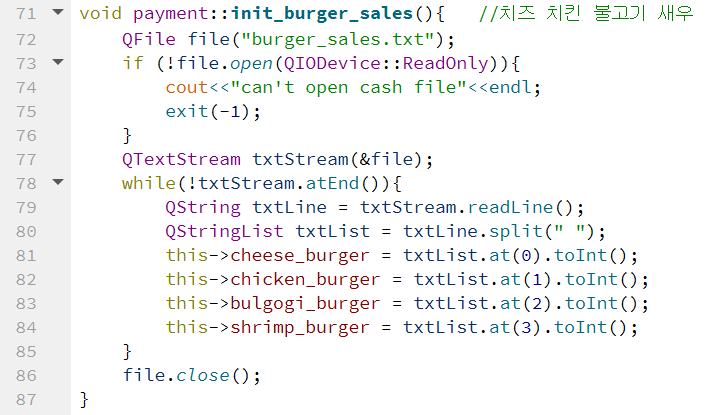 71 void payment::init_burger_sales(){   //치즈 치킨 불고기 새우
72     QFile file("burger_sales.txt");
73     if (!file.open(QIODevice::ReadOnly)){
74         cout<<"can't open cash file"<<endl;
75         exit(-1);
76     }
77     QTextStream txtStream(&file);
78     while(!txtStream.atEnd()){
79         QString txtLine = txtStream.readLine();
80         QStringList txtList = txtLine.split(" ");
81         this->cheese_burger = txtList.at(0).toInt();
82         this->chicken_burger = txtList.at(1).toInt();
83         this->bulgogi_burger = txtList.at(2).toInt();
84         this->shrimp_burger = txtList.at(3).toInt();
85     }
86     file.close();
87 }